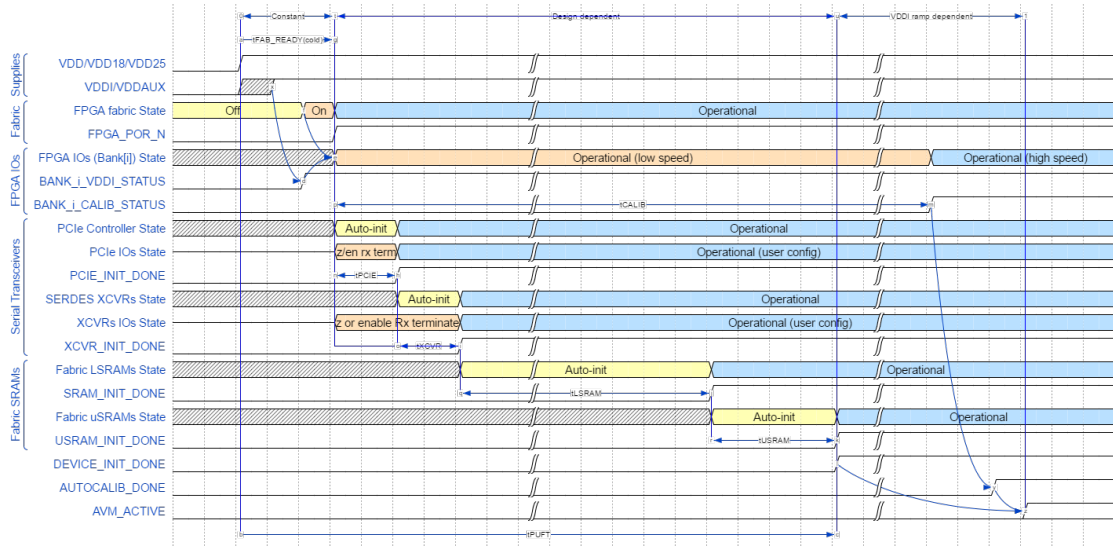 Constant
Design dependent
VDDI ramp dependent
tFAB_READY(cold)
Supplies
VDD/VDD18/VDD25
VDDI/VDDAUX
Fabric
FPGA fabric State
Off
On
Operational
FPGA_POR_N
FPGA IOs
FPGA IOs (Bank[i]) State
Operational (low speed)
Operational (high speed)
BANK_i_VDDI_STATUS
BANK_i_CALIB_STATUS
tCALIB
Serial Transceivers
PCIe Controller State
Auto-init
Operational
PCIe IOs State
z/en rx term
Operational (user config)
PCIE_INIT_DONE
tPCIE
SERDES XCVRs State
Auto-init
Operational
XCVRs IOs State
z or enable Rx terminate
Operational (user config)
XCVR_INIT_DONE
tXCVR
Fabric SRAMs
Fabric LSRAMs State
Auto-init
Operational
SRAM_INIT_DONE
tLSRAM
Fabric uSRAMs State
Auto-init
Operational
USRAM_INIT_DONE
tUSRAM
DEVICE_INIT_DONE
AUTOCALIB_DONE
AVM_ACTIVE
tPUFT